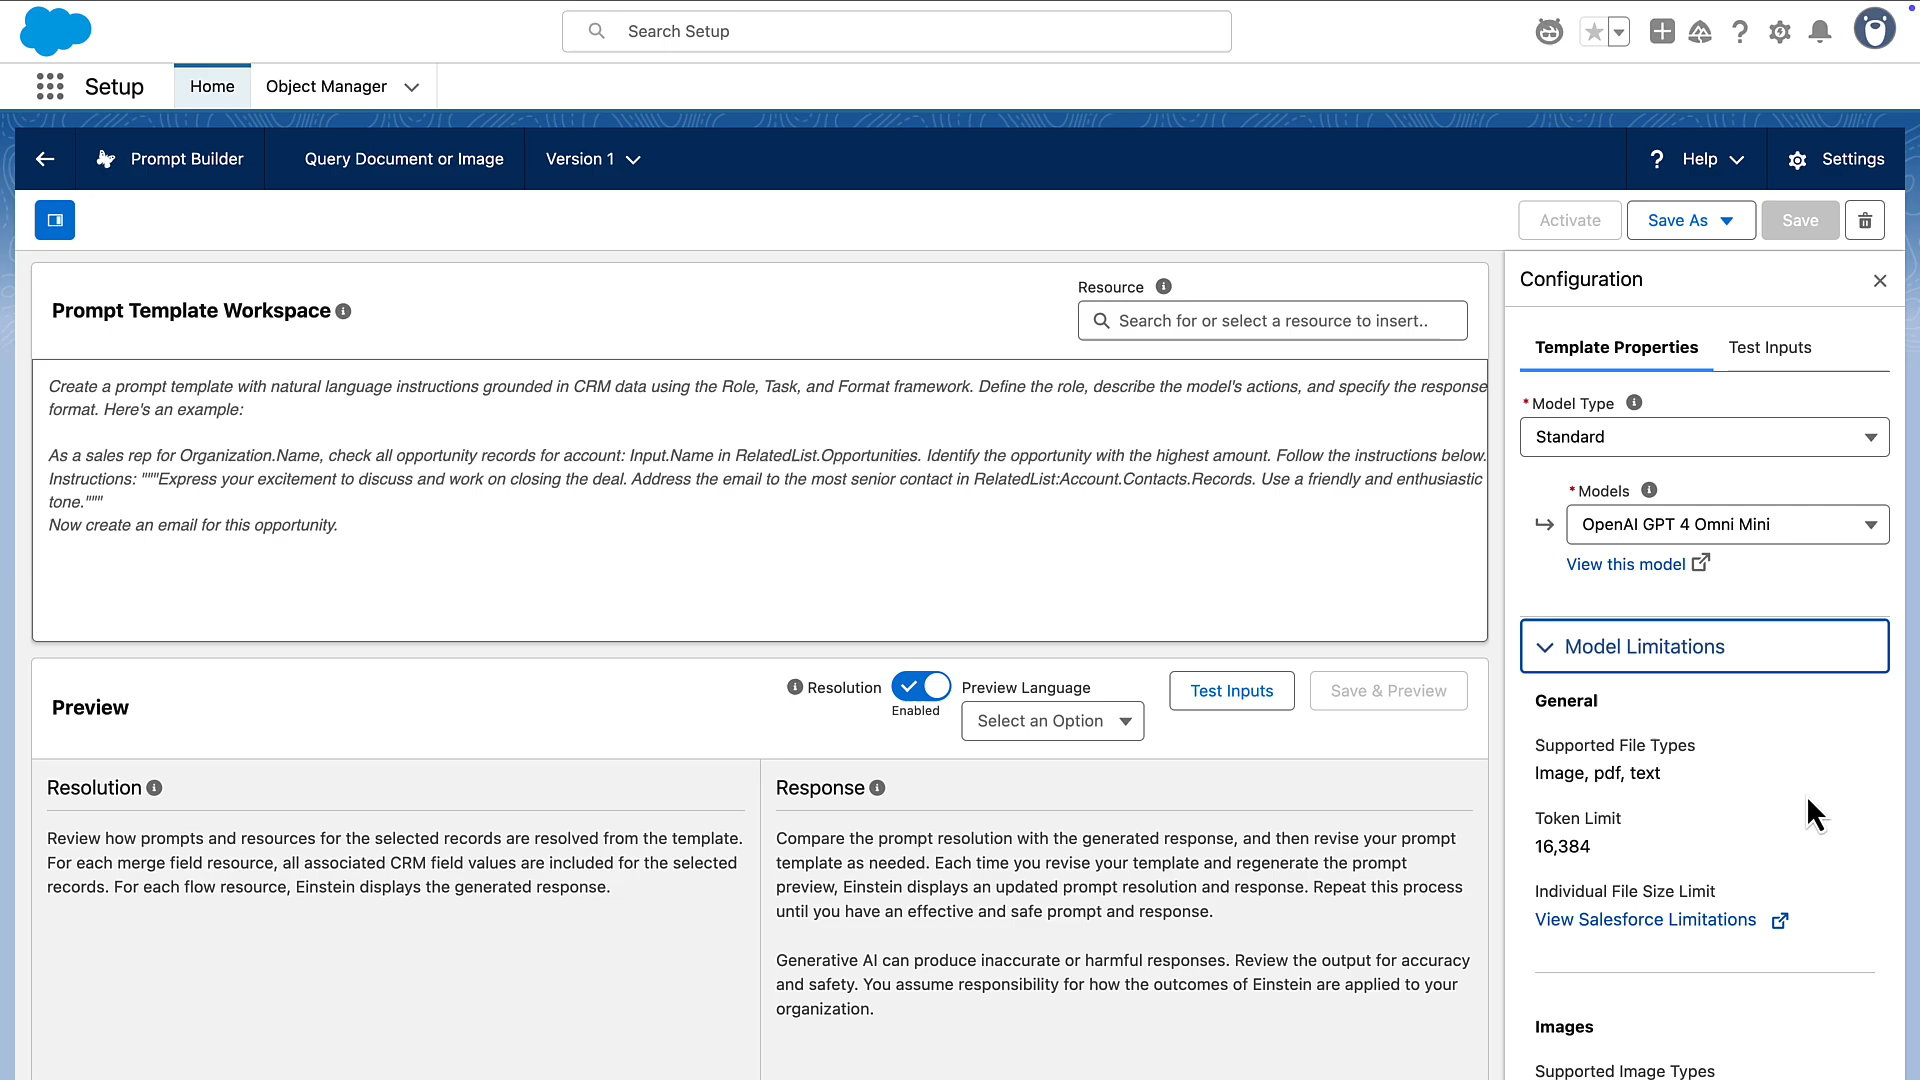 Search Setup
Setup
Home
Object Manager
Prompt Builder
Query Document or Image
Version 1
? Help
Settings
Activate
Save As
Save
Prompt Template Workspace
Resource
Search for or select a resource to insert..
Create a prompt template with natural language instructions grounded in CRM data using the Role, Task, and Format framework. Define the role, describe the model's actions, and specify the response
format. Here's an example:
As a sales rep for Organization.Name, check all opportunity records for account: Input.Name in RelatedList.Opportunities. Identify the opportunity with the highest amount. Follow the instructions below.
Instructions: """Express your excitement to discuss and work on closing the deal. Address the email to the most senior contact in RelatedList:Account.Contacts.Records. Use a friendly and enthusiastic
tone."""
Now create an email for this opportunity.
Preview
Resolution
Enabled
Preview Language
Select an Option
Test Inputs
Save & Preview
Resolution
Review how prompts and resources for the selected records are resolved from the template.
For each merge field resource, all associated CRM field values are included for the selected
records. For each flow resource, Einstein displays the generated response.
Response
Compare the prompt resolution with the generated response, and then revise your prompt
template as needed. Each time you revise your template and regenerate the prompt
preview, Einstein displays an updated prompt resolution and response. Repeat this process
until you have an effective and safe prompt and response.
Generative AI can produce inaccurate or harmful responses. Review the output for accuracy
and safety. You assume responsibility for how the outcomes of Einstein are applied to your
organization.
Configuration
Template Properties
Test Inputs
* Model Type
Standard
* Models
OpenAI GPT 4 Omni Mini
View this model
Model Limitations
General
Supported File Types
Image, pdf, text
Token Limit
16,384
Individual File Size Limit
View Salesforce Limitations
Images
Supported Image Types